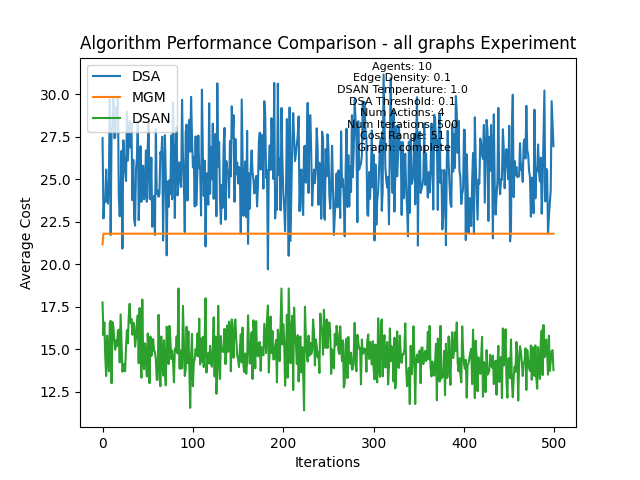 Algorithm Performance Comparison - all graphs Experiment
DSA
MGM
DSAN
Agents: 10
Edge Density: 0.1
DSAN Temperature: 1.0
DSA Threshold: 0.1
Num Actions: 4
Num Iterations: 500
Cost Range: 51
Graph: complete
Average Cost
30.0
27.5
25.0
22.5
20.0
17.5
15.0
12.5
0
100
200
300
400
500
Iterations